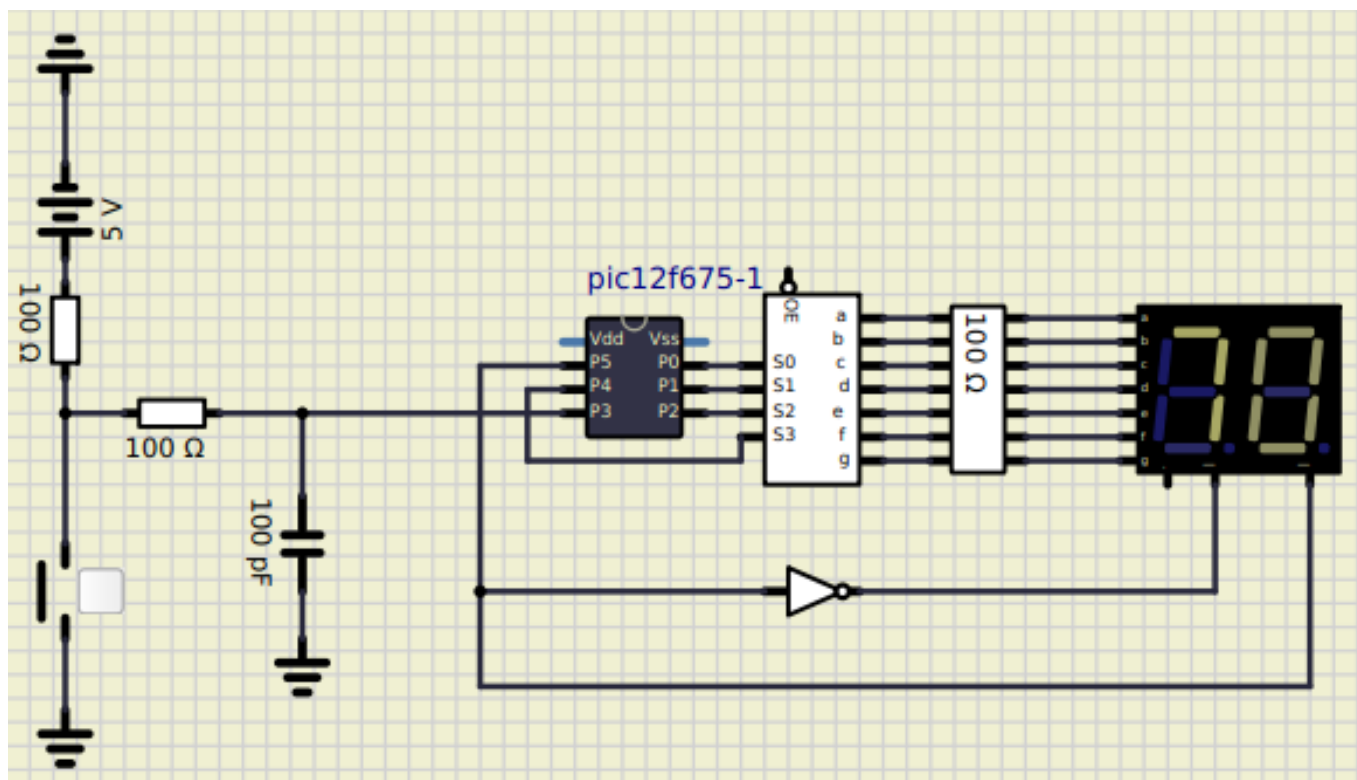 5 V
100 Ω
100 Ω
100 pF
pic12f675-1
Vdd Vss
P5 P0
P4 P1
P3 P2
OE
a
b
S0 c
S1 d
S2 e
S3 f
g
100 Ω
a
b
c
d
e
f
g